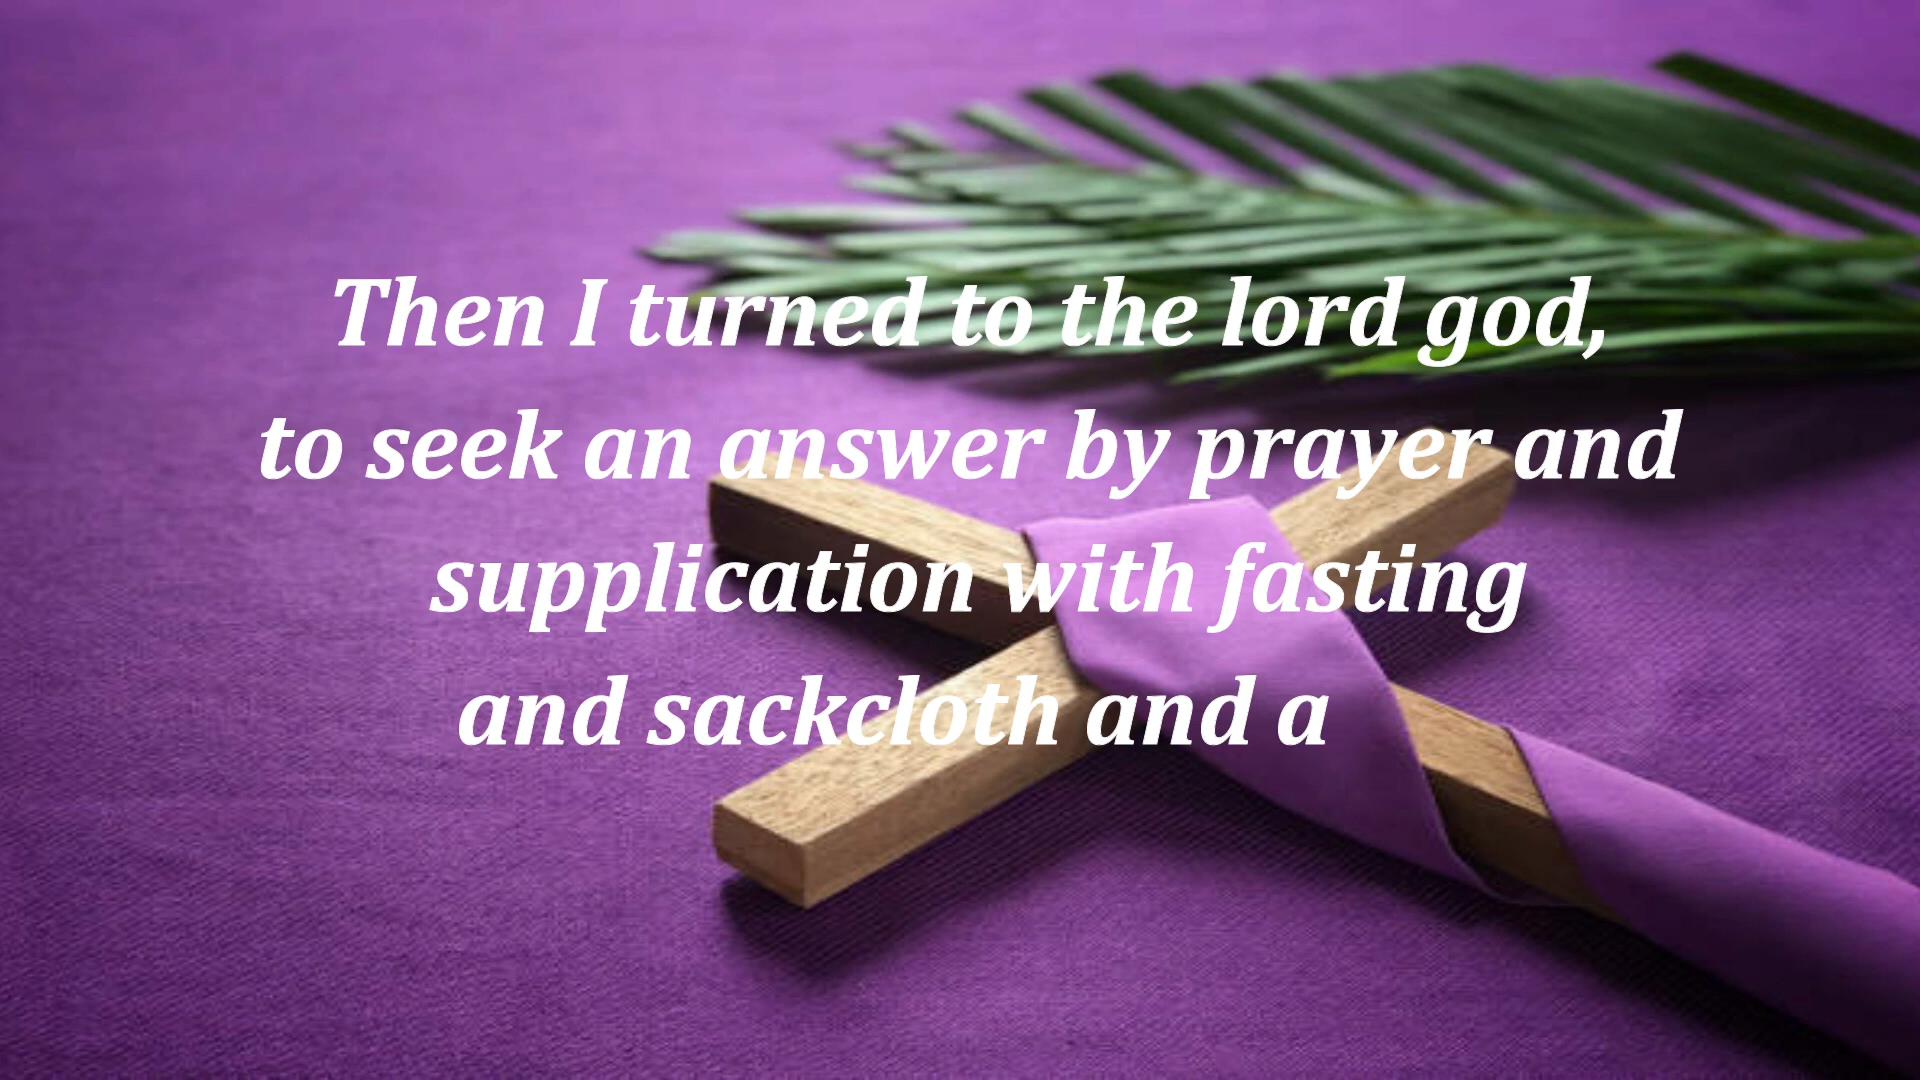 Then I turned to the lord god,
to seek an answer by prayer and
supplication with fasting
and sackcloth and a